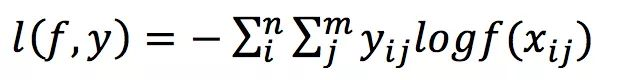 l(f, y) = − ∑ᵢⁿ ∑ⱼᵐ yᵢⱼlogf(xᵢⱼ)